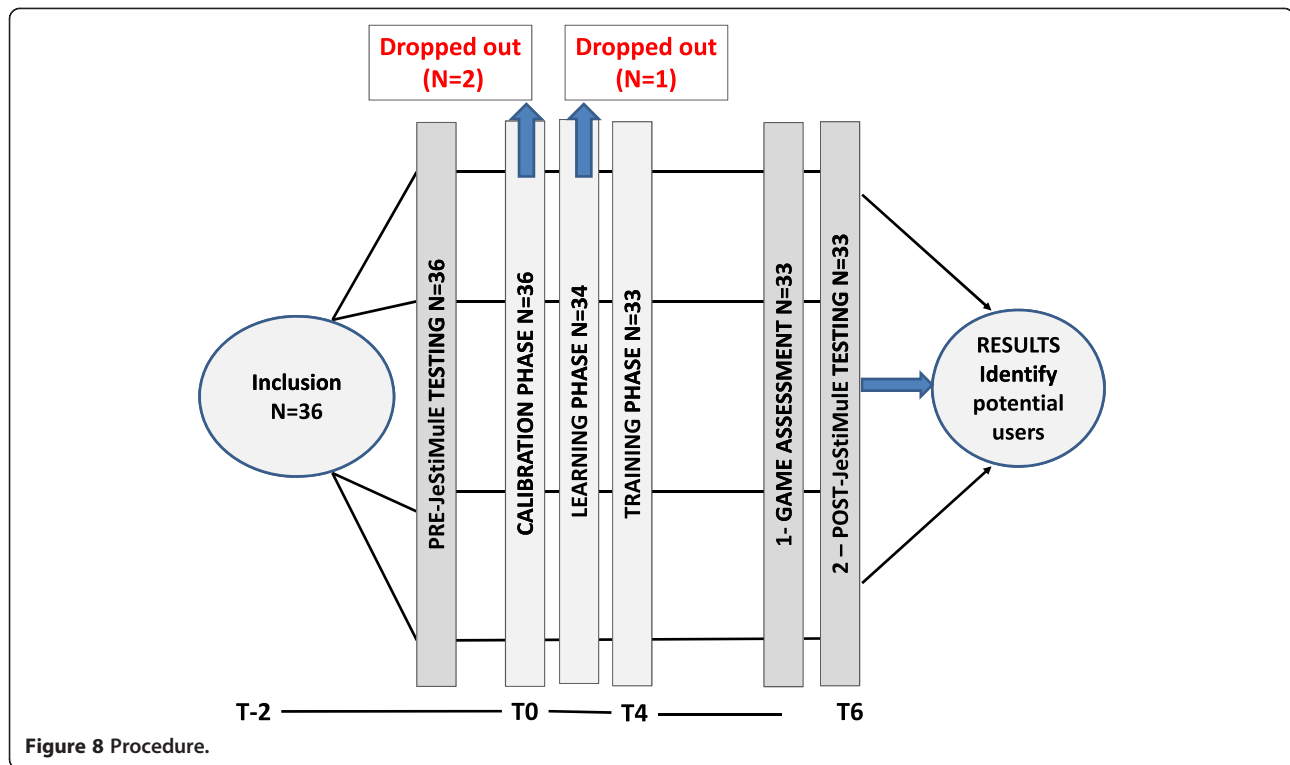 Dropped out
(N=2)
Dropped out
(N=1)
Inclusion
N=36
PRE-JeStiMulE TESTING N=36
CALIBRATION PHASE N=36
LEARNING PHASE N=34
TRAINING PHASE N=33
1- GAME ASSESSMENT N=33
2 – POST-JeStiMulE TESTING N=33
RESULTS
Identify
potential
users
T-2 T0 T4 T6
Figure 8 Procedure.